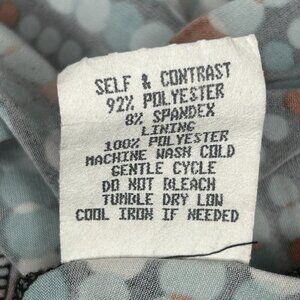 SELF & CONTRAST
92% POLYESTER
8% SPANDEX
LINING
100% POLYESTER
MACHINE WASH COLD
GENTLE CYCLE
DO NOT BLEACH
TUMBLE DRY LOW
COOL IRON IF NEEDED